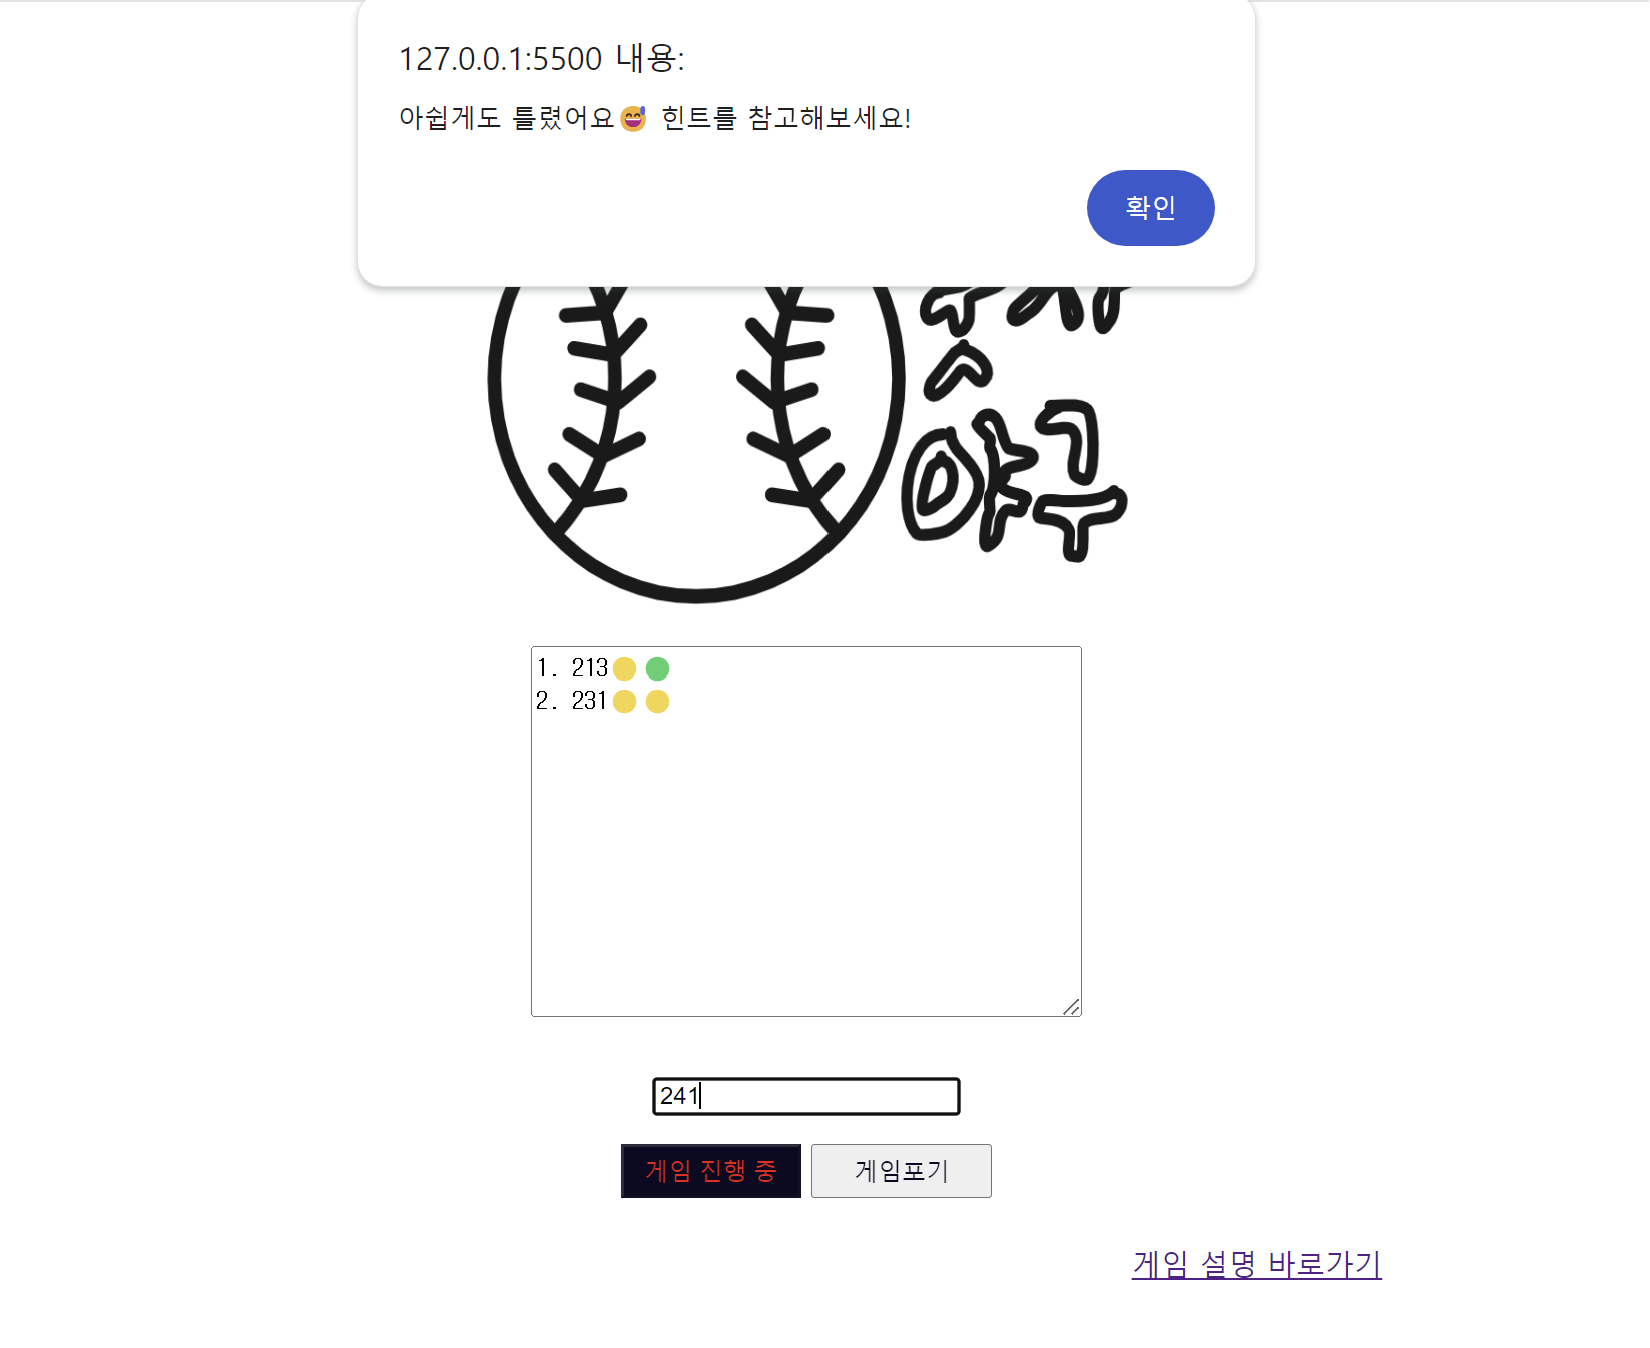 127.0.0.1:5500 내용:
아쉽게도 틀렸어요😅 힌트를 참고해보세요!
확인
야구
1. 213🟡 🟢
2. 231🟡 🟡
241
게임 진행 중
게임포기
게임 설명 바로가기